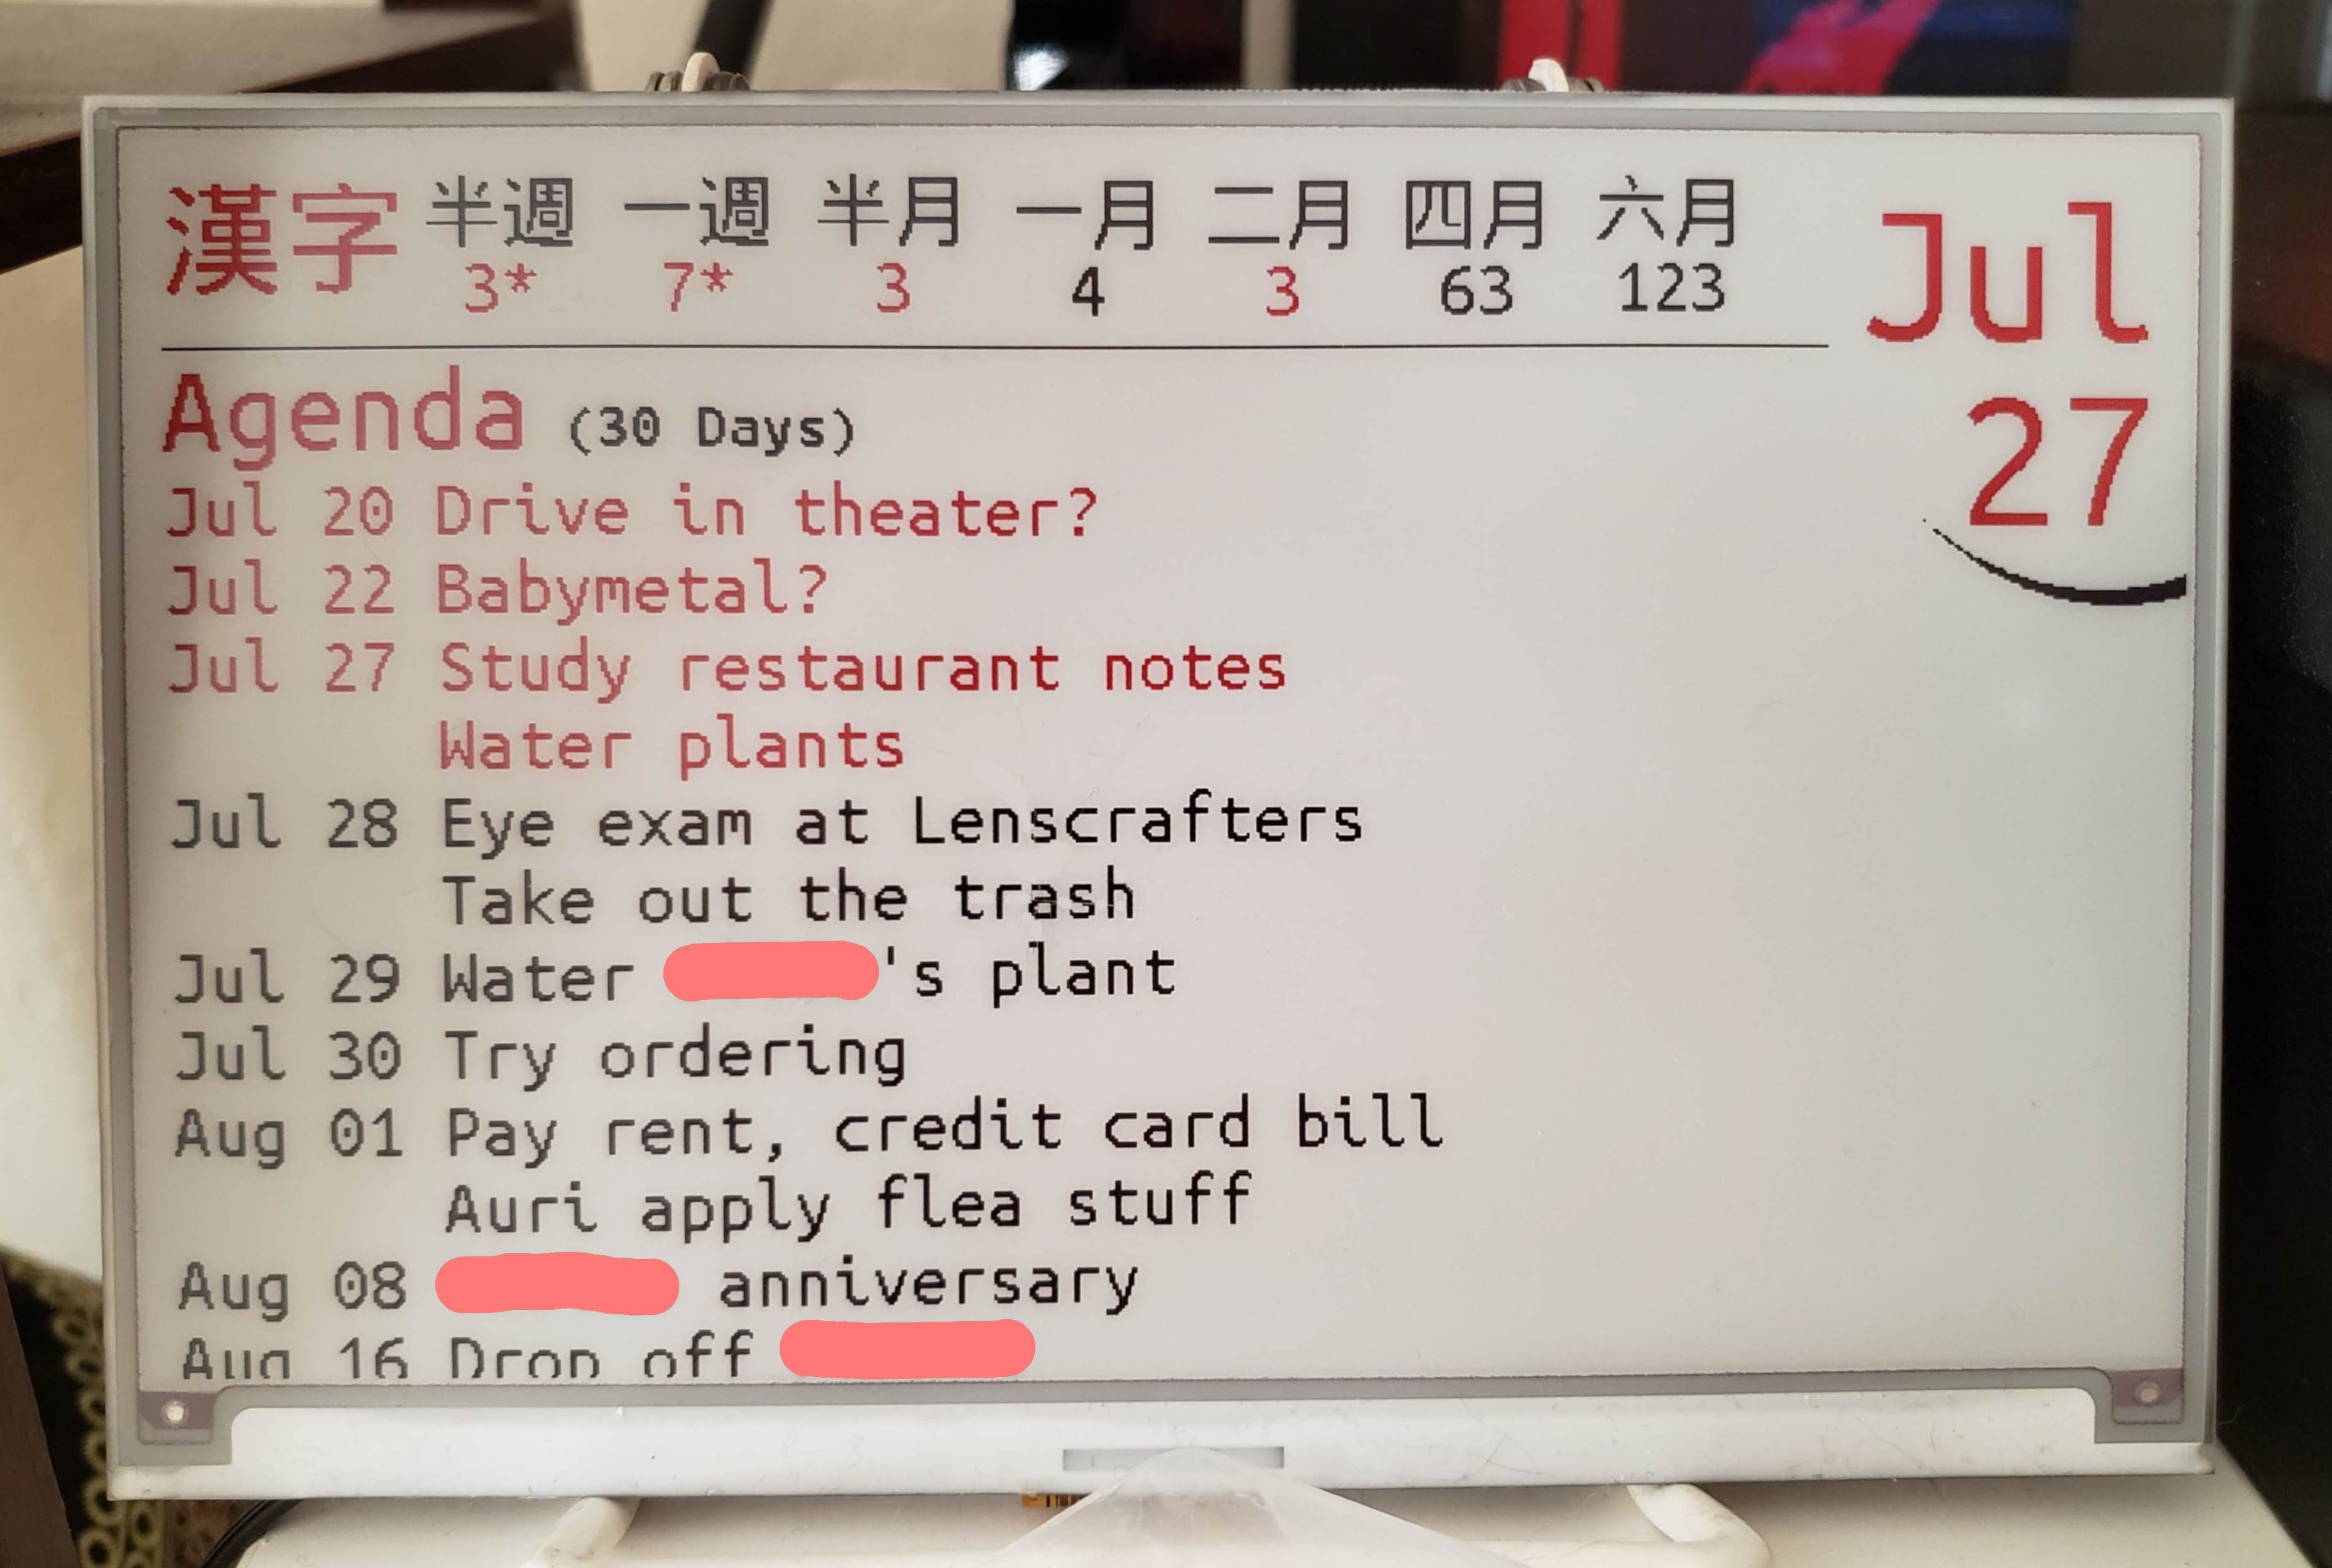 漢字 半週 一週 半月 一月 二月 四月 六月
3* 7* 3 4 3 63 123
Jul
27
Agenda (30 Days)
Jul 20 Drive in theater?
Jul 22 Babymetal?
Jul 27 Study restaurant notes
Water plants
Jul 28 Eye exam at Lenscrafters
Take out the trash
Jul 29 Water 's plant
Jul 30 Try ordering
Aug 01 Pay rent, credit card bill
Auri apply flea stuff
Aug 08 anniversary
Aug 16 Drop off